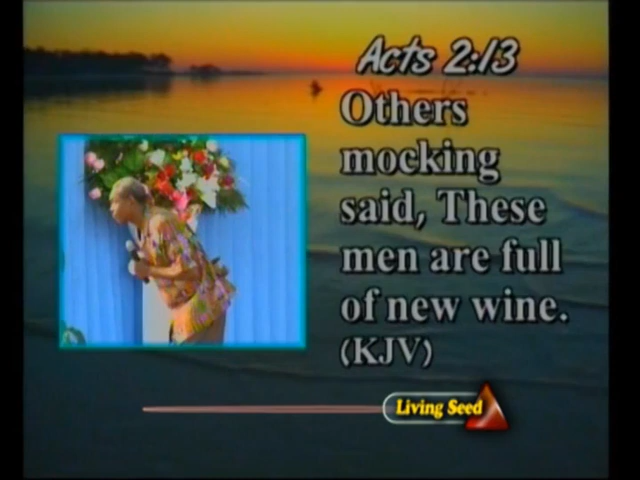 Acts 2:13
Others
mocking
said, These
men are full
of new wine.
(KJV)
Living Seed